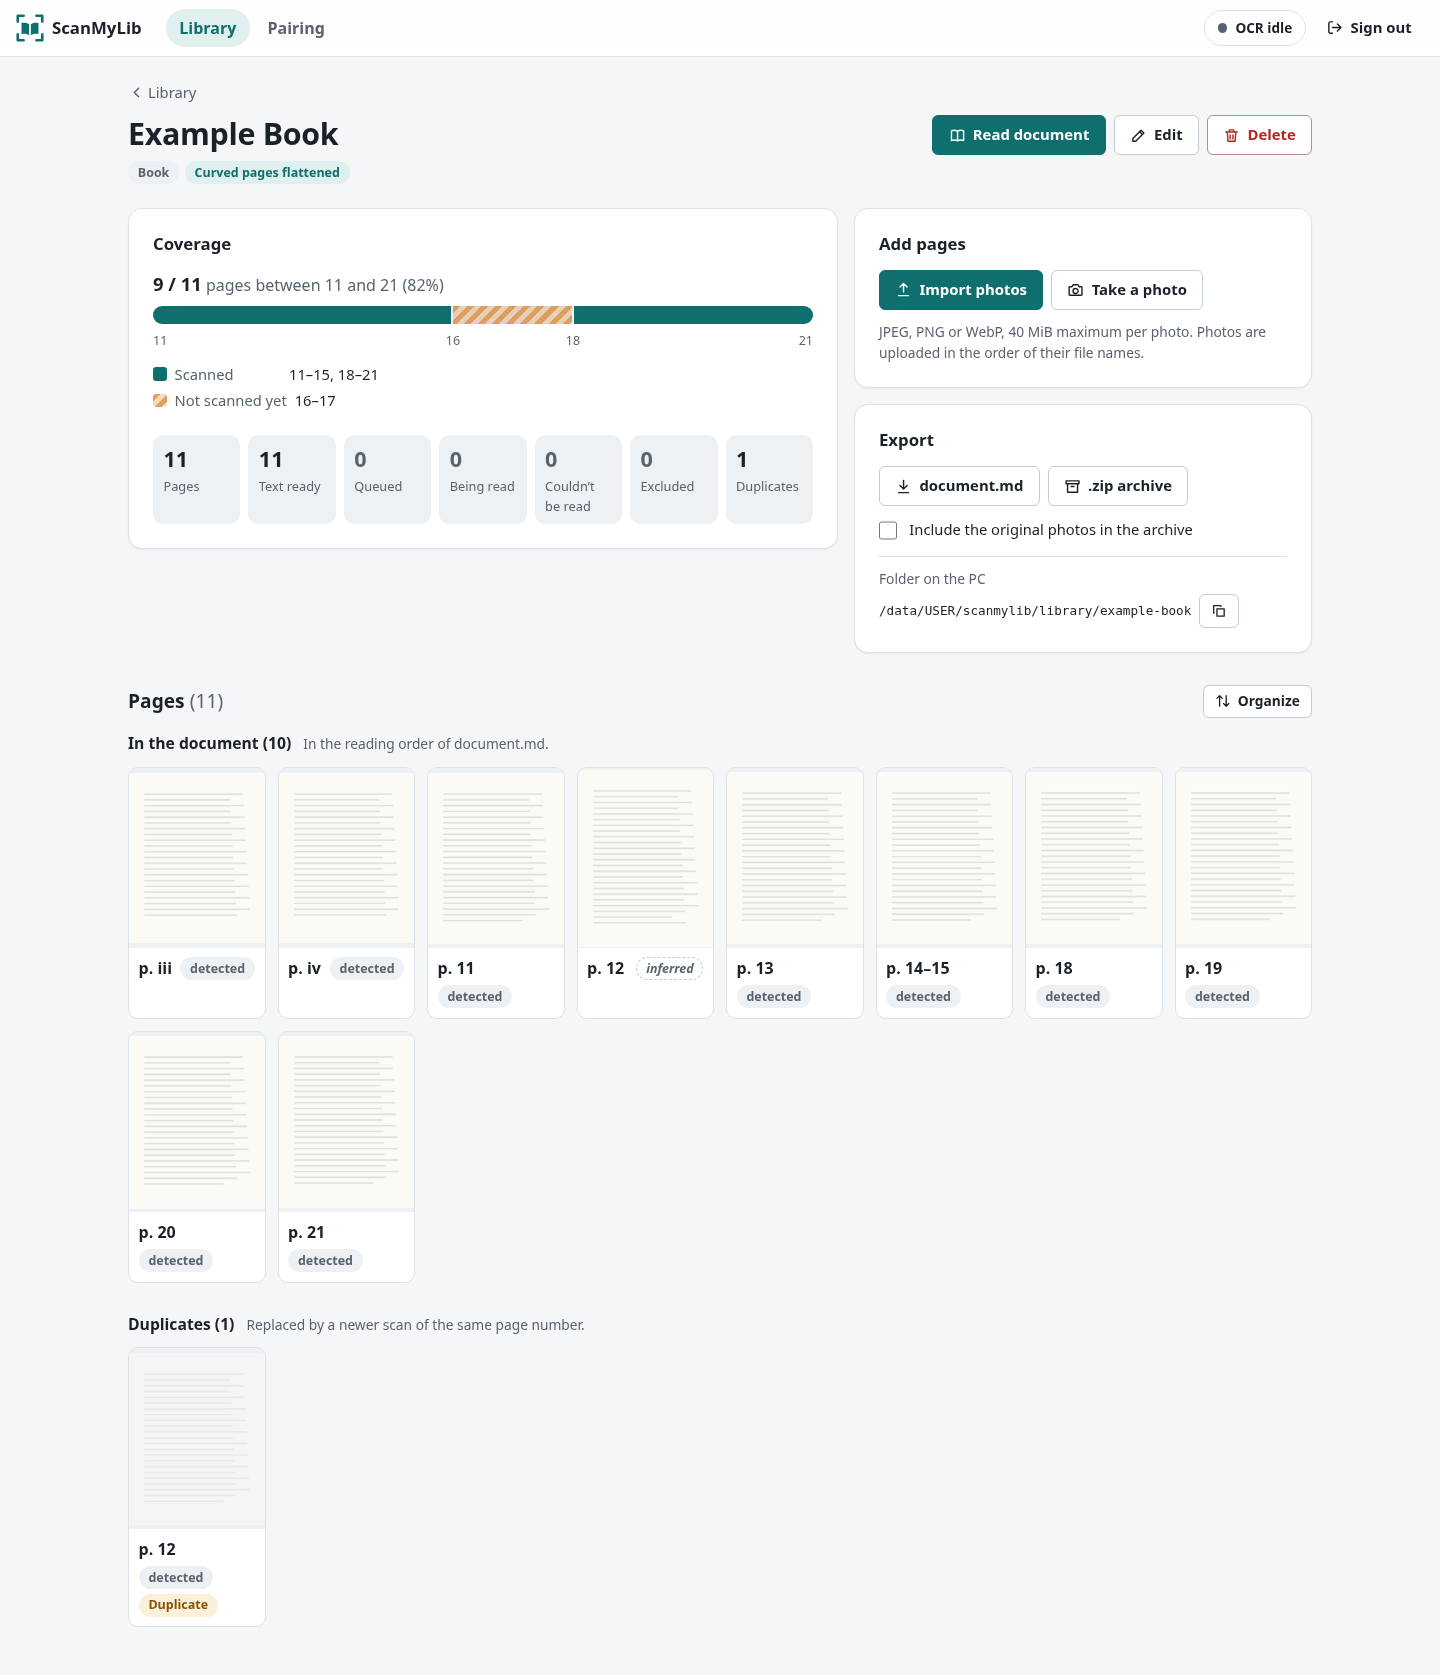 ScanMyLib
Library
Pairing
OCR idle
Sign out
Library
Example Book
Read document
Edit
Delete
Book
Curved pages flattened
Coverage
9 / 11 pages between 11 and 21 (82%)
11 16 18 21
Scanned 11–15, 18–21
Not scanned yet 16–17
11
Pages
11
Text ready
0
Queued
0
Being read
0
Couldn’t
be read
0
Excluded
1
Duplicates
Add pages
Import photos
Take a photo
JPEG, PNG or WebP, 40 MiB maximum per photo. Photos are
uploaded in the order of their file names.
Export
document.md
.zip archive
Include the original photos in the archive
Folder on the PC
/data/USER/scanmylib/library/example-book
Pages (11)
Organize
In the document (10) In the reading order of document.md.
p. iii detected
p. iv detected
p. 11
detected
p. 12 inferred
p. 13
detected
p. 14–15
detected
p. 18
detected
p. 19
detected
p. 20
detected
p. 21
detected
Duplicates (1) Replaced by a newer scan of the same page number.
p. 12
detected
Duplicate